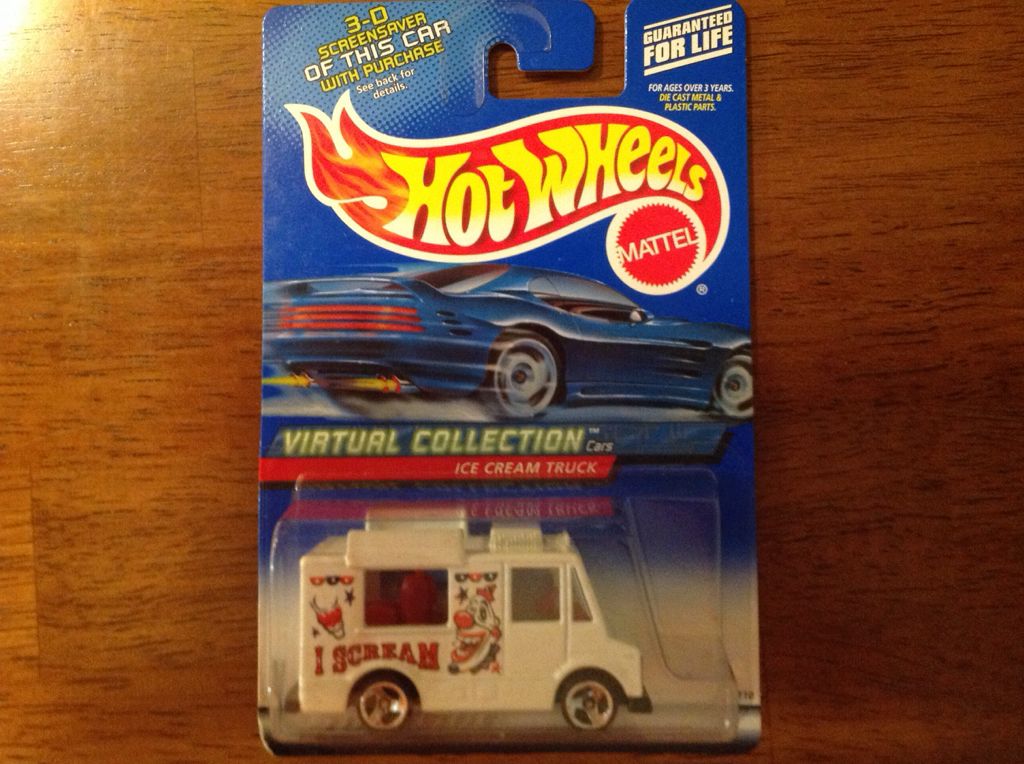 3-D
SCREENSAVER
OF THIS CAR
WITH PURCHASE
See back for
details.
GUARANTEED
FOR LIFE
FOR AGES OVER 3 YEARS.
DIE CAST METAL &
PLASTIC PARTS.
HOT WHEELS
MATTEL
®
VIRTUAL COLLECTION™
Cars
ICE CREAM TRUCK
I SCREAM